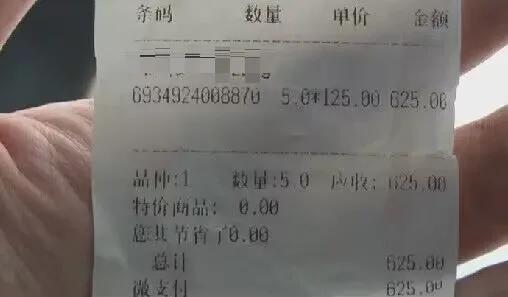 条码 数量 单价 金额
6934924008870 5.0*125.00 625.00
品种:1 数量:5.0 应收: 625.00
特价商品: 0.00
您共节省了0.00
总计 625.00
微支付 625.00